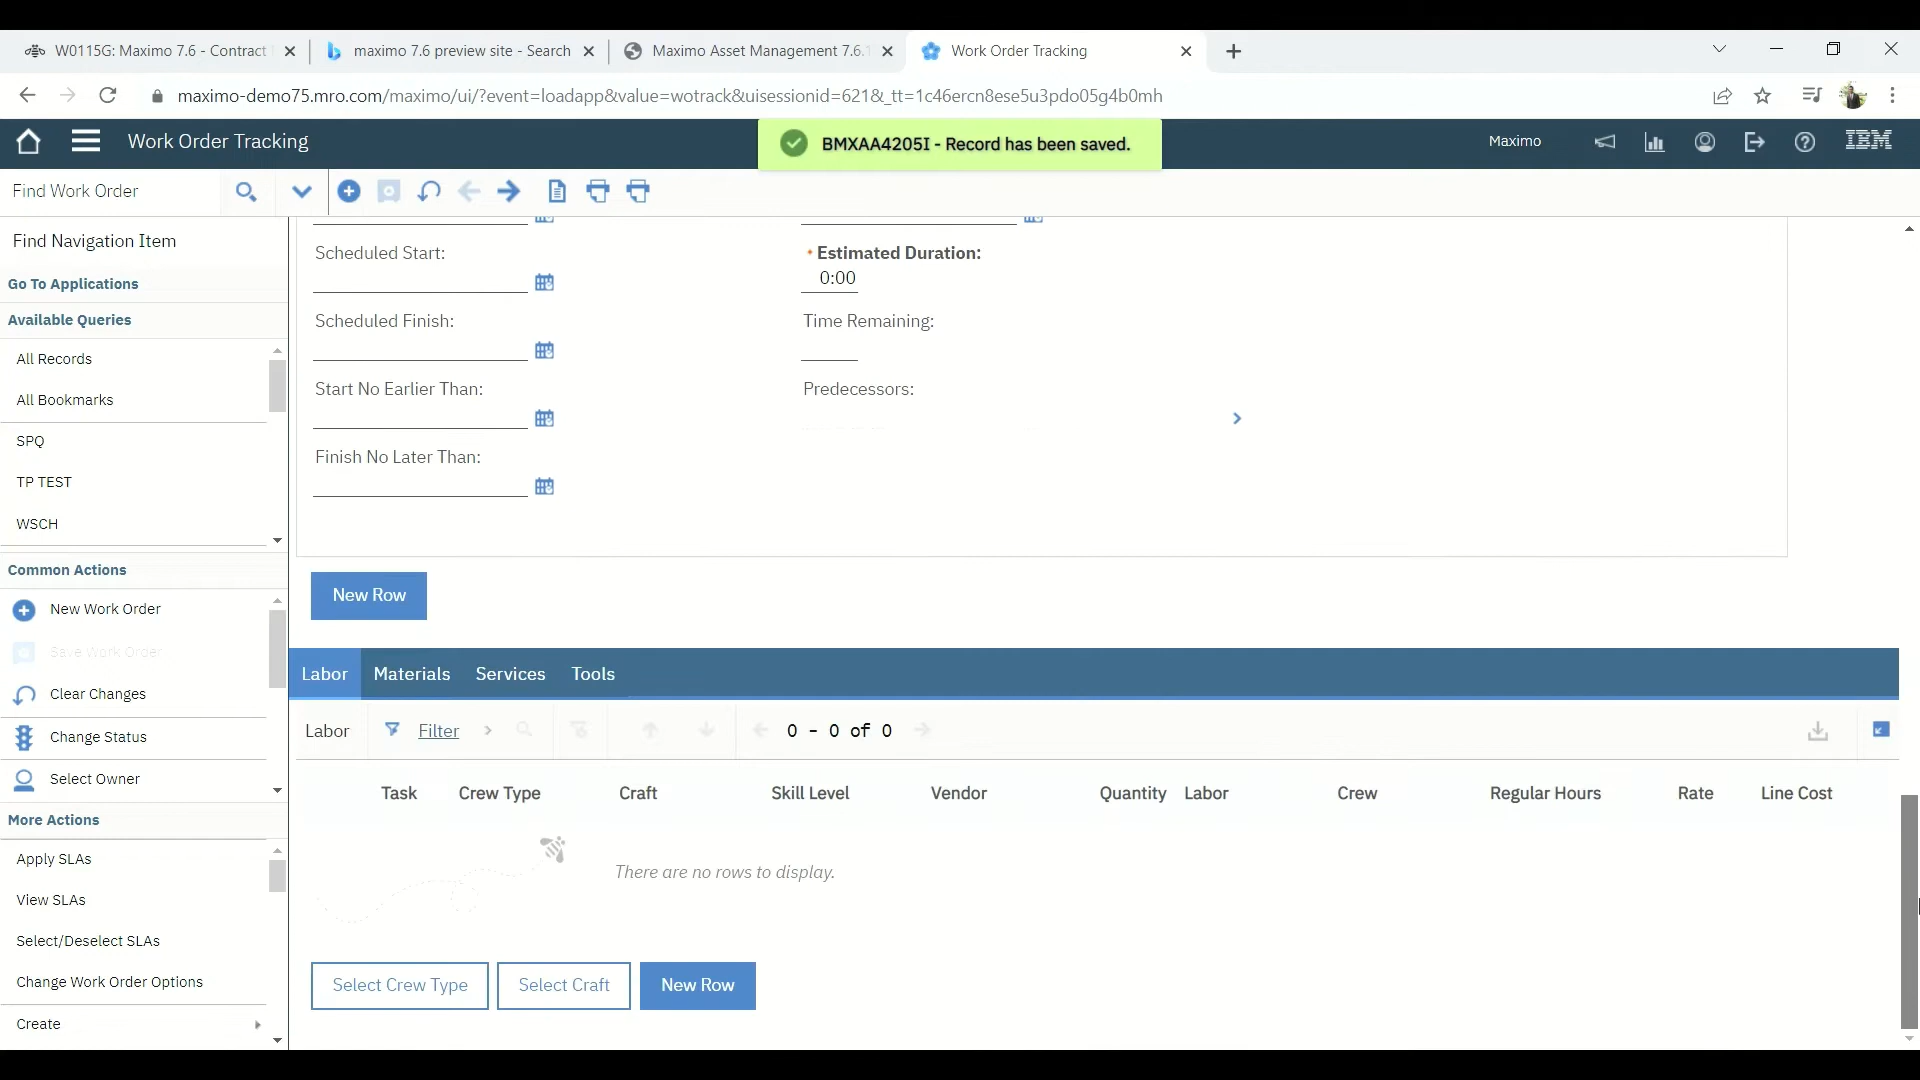 W0115G: Maximo 7.6 - Contract
maximo 7.6 preview site - Search
Maximo Asset Management 7.6.1
Work Order Tracking
maximo-demo75.mro.com/maximo/ui/?event=loadapp&value=wotrack&uisessionid=621&_tt=1c46ercn8ese5u3pdo05g4b0mh
Work Order Tracking
BMXAA4205I - Record has been saved.
Maximo
IBM
Find Work Order
Find Navigation Item
Go To Applications
Available Queries
All Records
All Bookmarks
SPQ
TP TEST
WSCH
Common Actions
New Work Order
Save Work Order
Clear Changes
Change Status
Select Owner
More Actions
Apply SLAs
View SLAs
Select/Deselect SLAs
Change Work Order Options
Create
Scheduled Start:
* Estimated Duration:
0:00
Scheduled Finish:
Time Remaining:
Start No Earlier Than:
Predecessors:
Finish No Later Than:
New Row
Labor Materials Services Tools
Labor Filter 0 - 0 of 0
Task Crew Type Craft Skill Level Vendor Quantity Labor Crew Regular Hours Rate Line Cost
There are no rows to display.
Select Crew Type Select Craft New Row